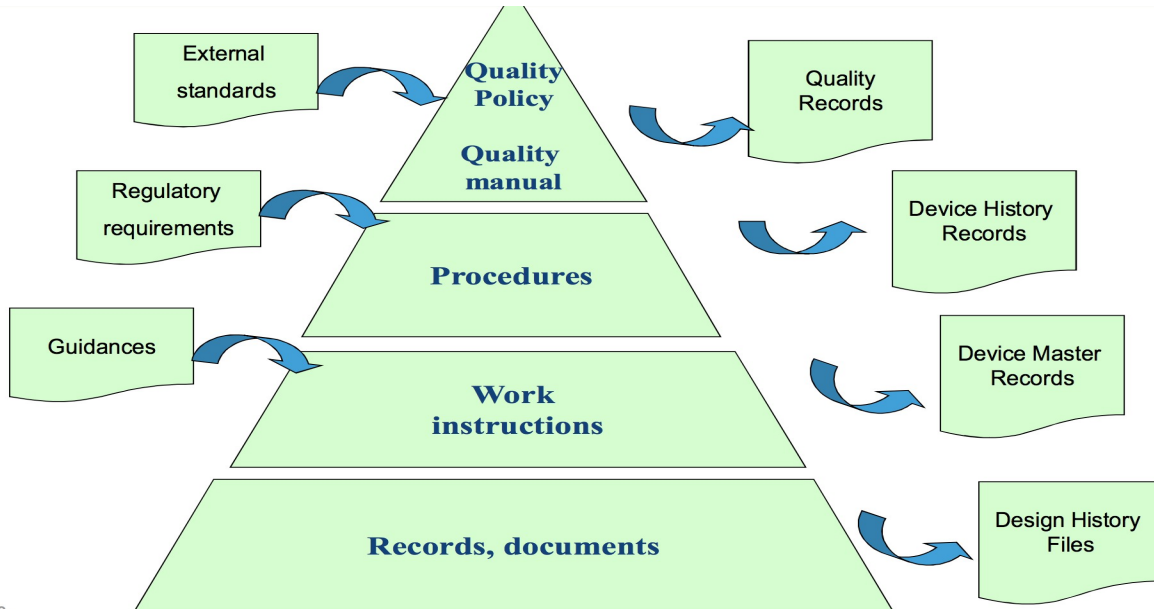 External
standards
Quality
Policy
Quality
manual
Quality
Records
Regulatory
requirements
Procedures
Device History
Records
Guidances
Work
instructions
Device Master
Records
Records, documents
Design History
Files